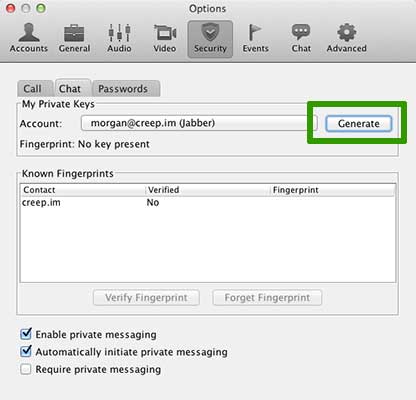 Options
Accounts General Audio Video Security Events Chat Advanced
Call Chat Passwords
My Private Keys
Account: morgan@creep.im (Jabber) Generate
Fingerprint: No key present
Known Fingerprints
Contact Verified Fingerprint
creep.im No
Verify Fingerprint Forget Fingerprint
Enable private messaging
Automatically initiate private messaging
Require private messaging